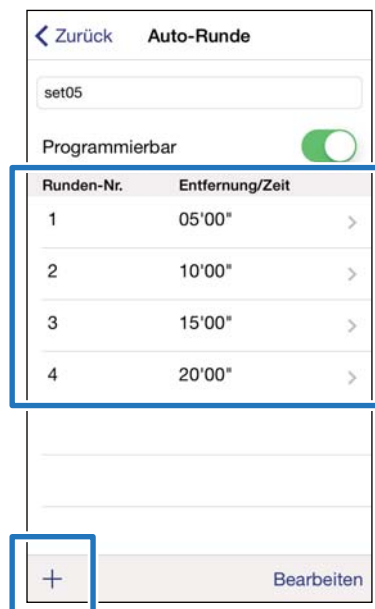 Zurück Auto-Runde
set05
Programmierbar
Runden-Nr. Entfernung/Zeit
1 05'00"
2 10'00"
3 15'00"
4 20'00"
+ Bearbeiten